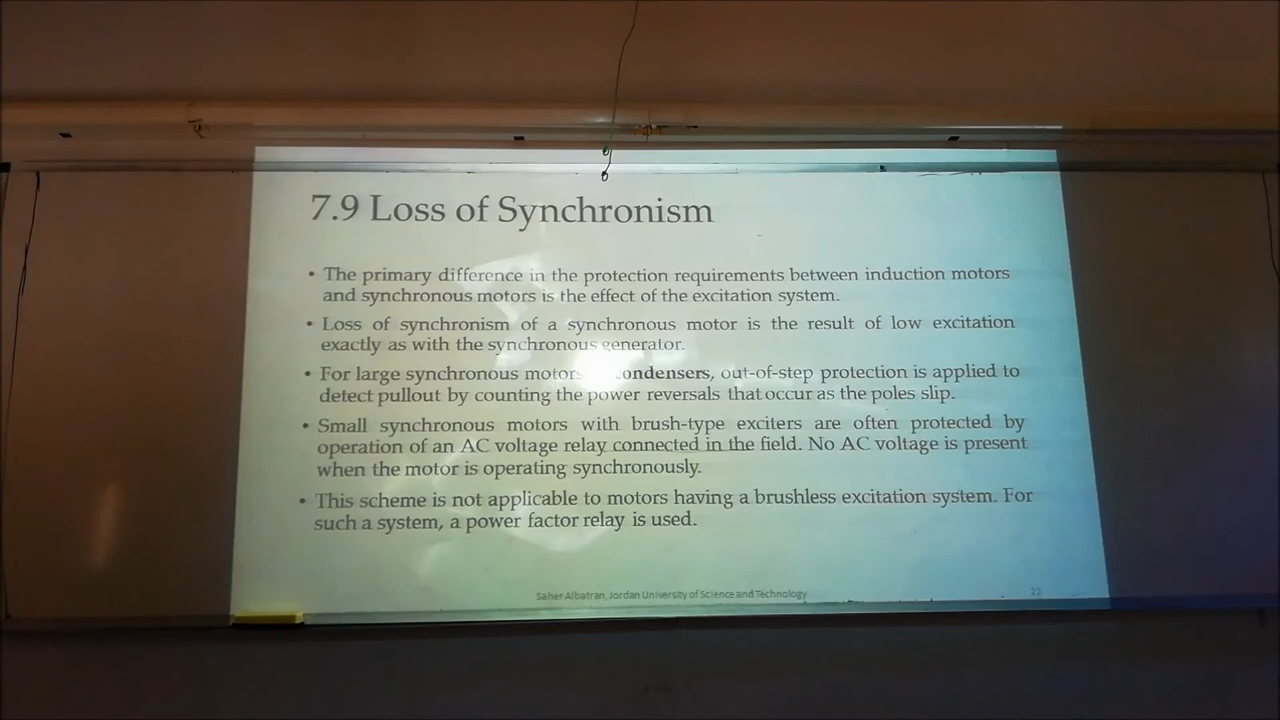 7.9 Loss of Synchronism
• The primary difference in the protection requirements between induction motors
and synchronous motors is the effect of the excitation system.
• Loss of synchronism of a synchronous motor is the result of low excitation
exactly as with the synchronous generator.
• For large synchronous motors condensers, out-of-step protection is applied to
detect pullout by counting the power reversals that occur as the poles slip.
• Small synchronous motors with brush-type exciters are often protected by
operation of an AC voltage relay connected in the field. No AC voltage is present
when the motor is operating synchronously.
• This scheme is not applicable to motors having a brushless excitation system. For
such a system, a power factor relay is used.
Saher Albatran, Jordan University of Science and Technology
22